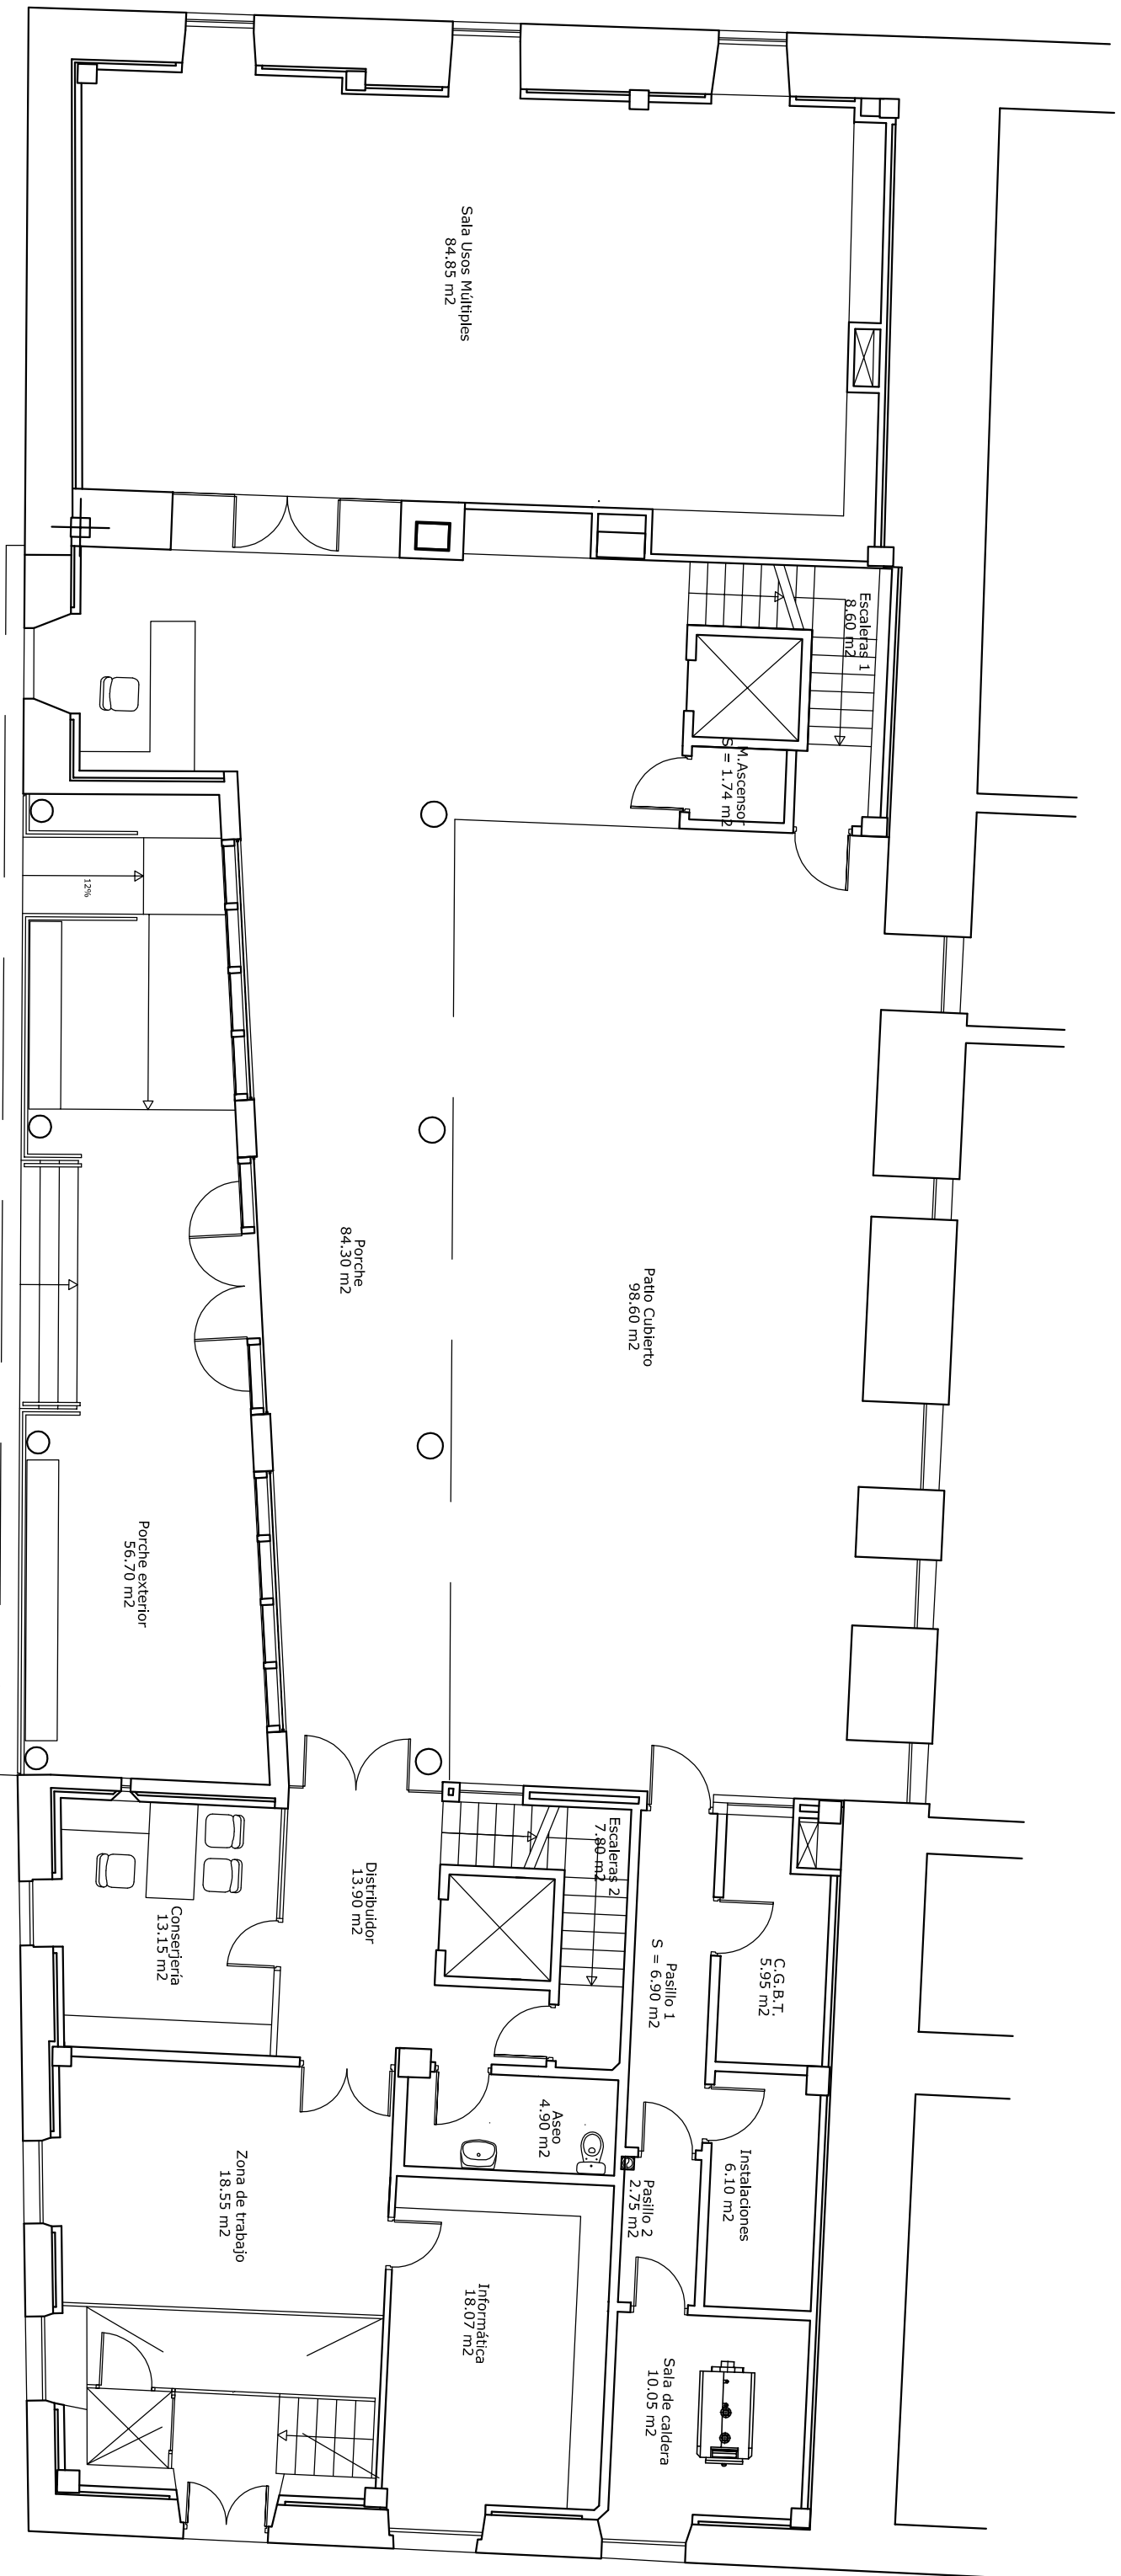 Sala Usos Múltiples
84.85 m2
Escaleras 1
8.60 m2
M.Ascensor
S = 1.74 m2
12%
Porche
84.30 m2
Patio Cubierto
98.60 m2
Porche exterior
56.70 m2
Escaleras 2
7.80 m2
Distribuidor
13.90 m2
Conserjería
13.15 m2
Pasillo 1
S = 6.90 m2
C.G.B.T.
5.95 m2
Aseo
4.90 m2
Instalaciones
6.10 m2
Pasillo 2
2.75 m2
Zona de trabajo
18.55 m2
Informática
18.07 m2
Sala de caldera
10.05 m2